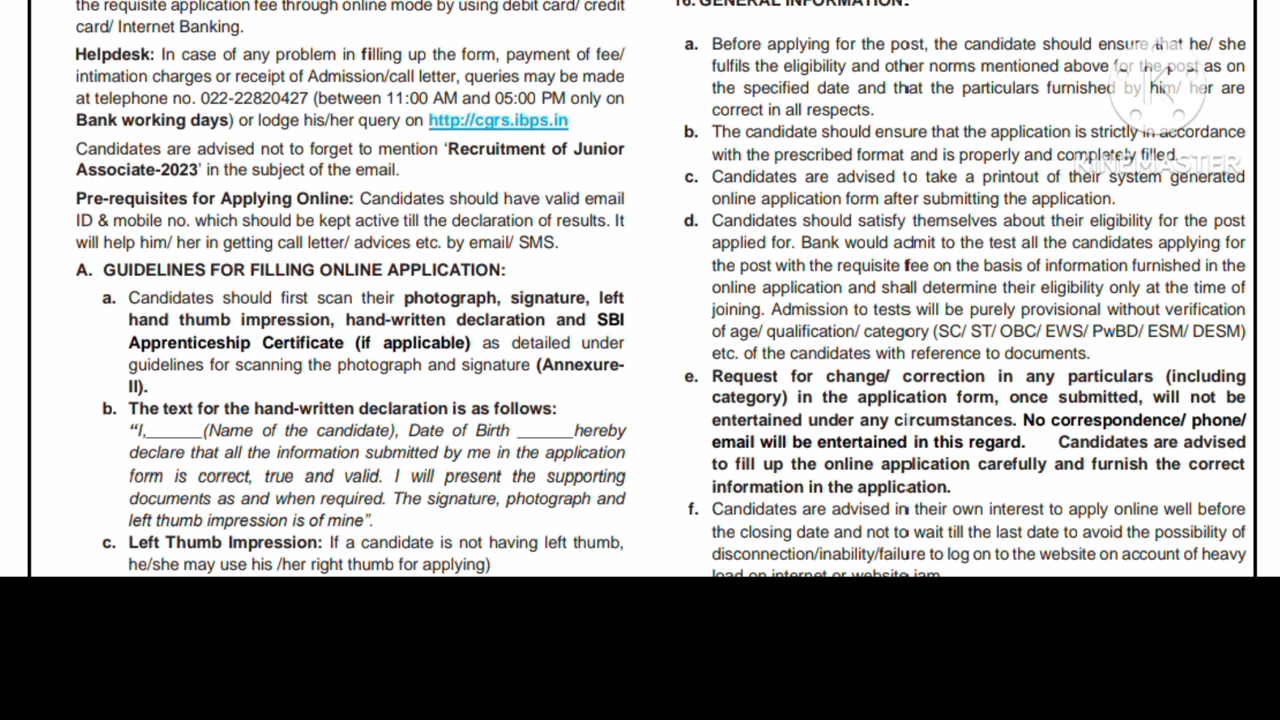 the requisite application fee through online mode by using debit card/ credit
card/ Internet Banking.
Helpdesk: In case of any problem in filling up the form, payment of fee/
intimation charges or receipt of Admission/call letter, queries may be made
at telephone no. 022-22820427 (between 11:00 AM and 05:00 PM only on
Bank working days) or lodge his/her query on http://cgrs.ibps.in
Candidates are advised not to forget to mention ‘Recruitment of Junior
Associate-2023’ in the subject of the email.
Pre-requisites for Applying Online: Candidates should have valid email
ID & mobile no. which should be kept active till the declaration of results. It
will help him/ her in getting call letter/ advices etc. by email/ SMS.
A. GUIDELINES FOR FILLING ONLINE APPLICATION:
a. Candidates should first scan their photograph, signature, left
hand thumb impression, hand-written declaration and SBI
Apprenticeship Certificate (if applicable) as detailed under
guidelines for scanning the photograph and signature (Annexure-
II).
b. The text for the hand-written declaration is as follows:
“I,______(Name of the candidate), Date of Birth ______hereby
declare that all the information submitted by me in the application
form is correct, true and valid. I will present the supporting
documents as and when required. The signature, photograph and
left thumb impression is of mine”.
c. Left Thumb Impression: If a candidate is not having left thumb,
he/she may use his /her right thumb for applying)
16. GENERAL INFORMATION:
a. Before applying for the post, the candidate should ensure that he/ she
fulfils the eligibility and other norms mentioned above for the post as on
the specified date and that the particulars furnished by him/ her are
correct in all respects.
b. The candidate should ensure that the application is strictly in accordance
with the prescribed format and is properly and completely filled.
KINEMASTER
c. Candidates are advised to take a printout of their system generated
online application form after submitting the application.
d. Candidates should satisfy themselves about their eligibility for the post
applied for. Bank would admit to the test all the candidates applying for
the post with the requisite fee on the basis of information furnished in the
online application and shall determine their eligibility only at the time of
joining. Admission to tests will be purely provisional without verification
of age/ qualification/ category (SC/ ST/ OBC/ EWS/ PwBD/ ESM/ DESM)
etc. of the candidates with reference to documents.
e. Request for change/ correction in any particulars (including
category) in the application form, once submitted, will not be
entertained under any circumstances. No correspondence/ phone/
email will be entertained in this regard. Candidates are advised
to fill up the online application carefully and furnish the correct
information in the application.
f. Candidates are advised in their own interest to apply online well before
the closing date and not to wait till the last date to avoid the possibility of
disconnection/inability/failure to log on to the website on account of heavy
load on internet or website jam